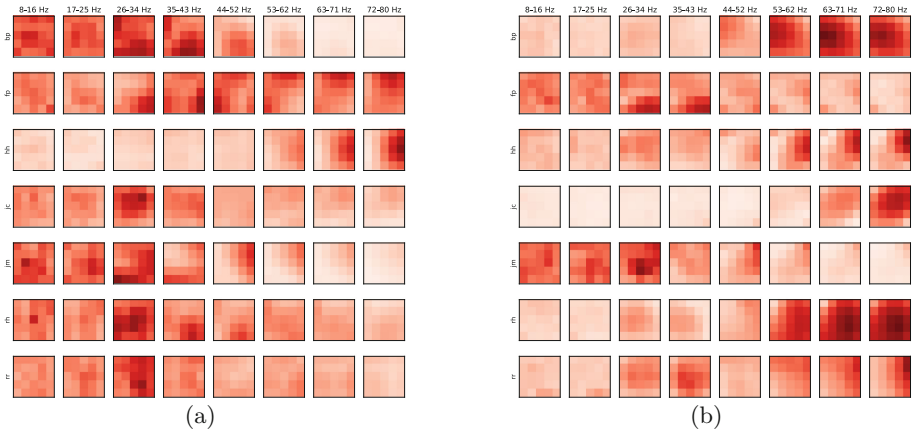 8–16 Hz 17–25 Hz 26–34 Hz 35–43 Hz 44–52 Hz 53–62 Hz 63–71 Hz 72–80 Hz
8–16 Hz 17–25 Hz 26–34 Hz 35–43 Hz 44–52 Hz 53–62 Hz 63–71 Hz 72–80 Hz
bp
fp
hh
jc
jm
rh
rr
bp
fp
hh
jc
jm
rh
rr
(a)
(b)